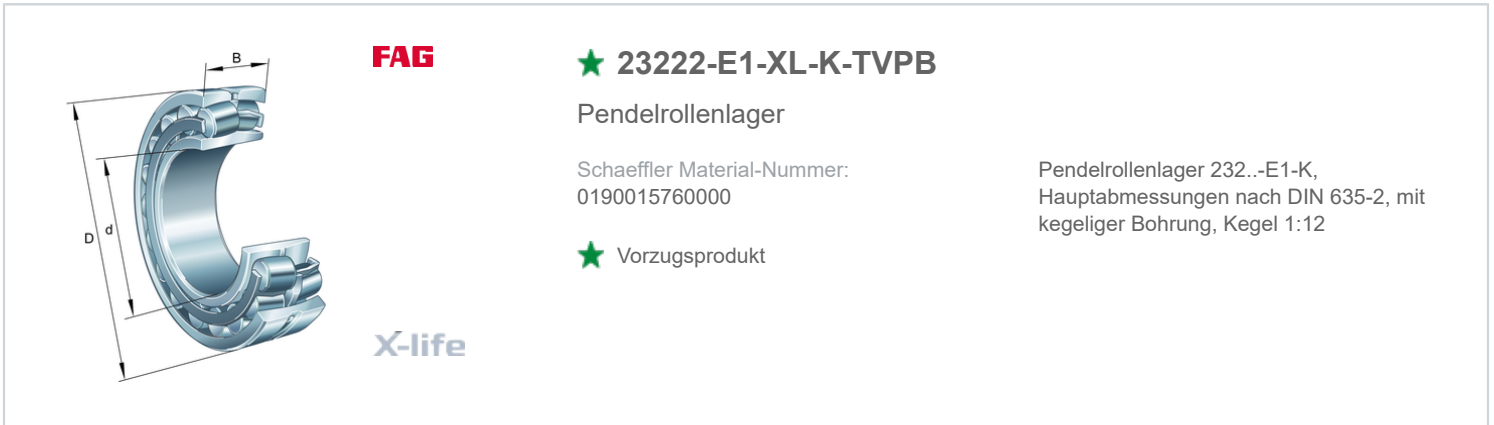 B
FAG
D
d
X-life
23222-E1-XL-K-TVPB
Pendelrollenlager
Schaeffler Material-Nummer:
0190015760000
Vorzugsprodukt
Pendelrollenlager 232..-E1-K,
Hauptabmessungen nach DIN 635-2, mit
kegeliger Bohrung, Kegel 1:12